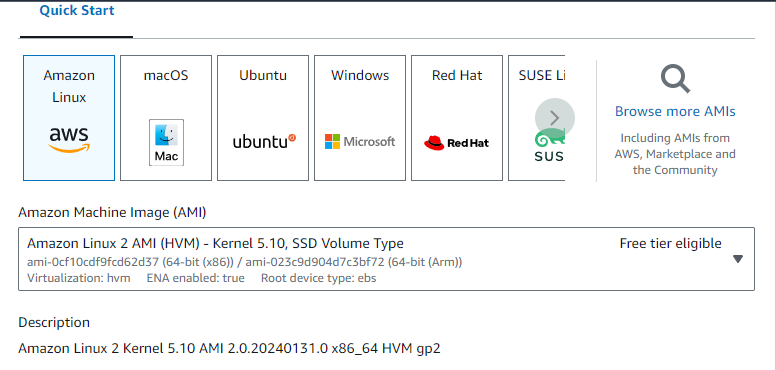 Quick Start
Amazon
Linux
aws
macOS
Mac
Ubuntu
ubuntu
Windows
Microsoft
Red Hat
Red Hat
SUSE Li
SUS
Browse more AMIs
Including AMIs from
AWS, Marketplace and
the Community
Amazon Machine Image (AMI)
Amazon Linux 2 AMI (HVM) - Kernel 5.10, SSD Volume Type
Free tier eligible
ami-0cf10cdf9fcd62d37 (64-bit (x86)) / ami-023c9d904d7c3bf72 (64-bit (Arm))
Virtualization: hvm ENA enabled: true Root device type: ebs
Description
Amazon Linux 2 Kernel 5.10 AMI 2.0.20240131.0 x86_64 HVM gp2